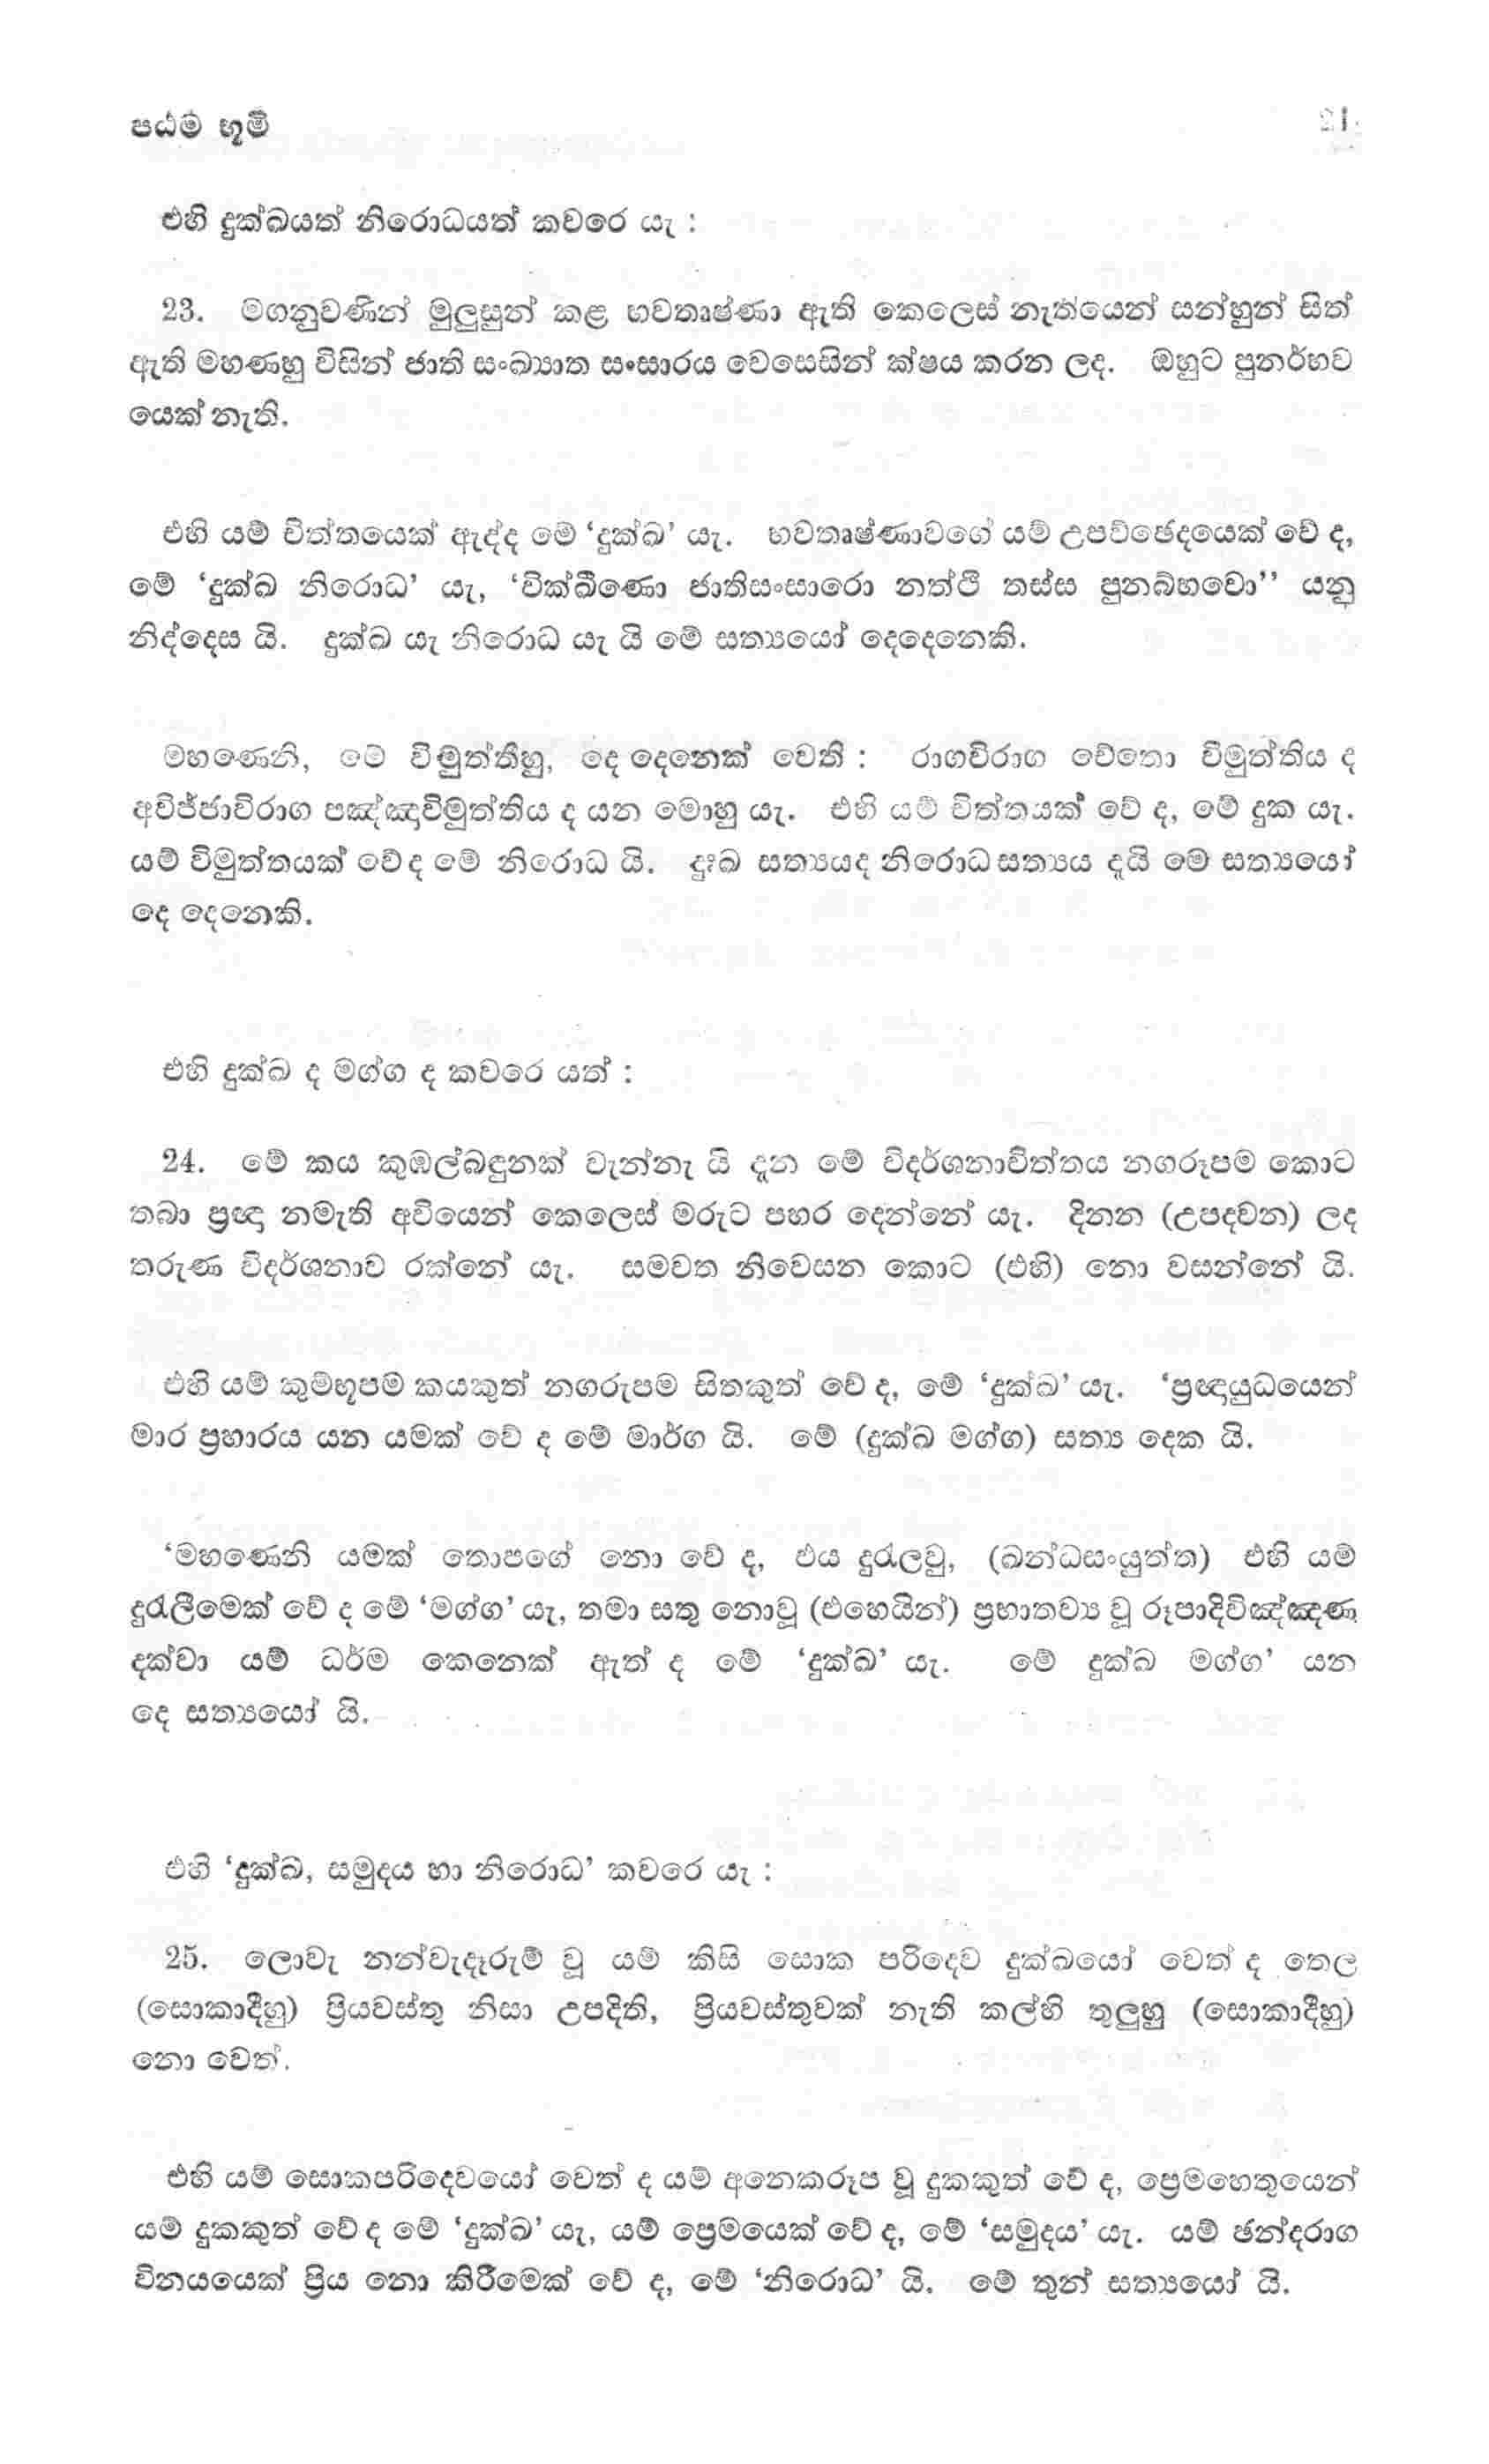 පඨම භූමි
21
එහි දුක්ඛයත් නිරොධයත් කවරෙ යැ :
23. මගනුවණින් මුලුසුන් කළ භවතෘෂ්ණා ඇති කෙලෙස් නැතියෙන් සන්හුන් සිත්
ඇති මහණහු විසින් ජාති සංඛ්‍යාත සංසාරය වෙසෙසින් ක්ෂය කරන ලද. ඔහුට පුනර්භව
යෙක් නැති.
එහි යම් චිත්තයෙක් ඇද්ද මේ ‘දුක්ඛ’ යැ. භවතෘෂ්ණාවගේ යම් උපච්ඡෙදයෙක් වේ ද,
මේ ‘දුක්ඛ නිරොධ’ යැ, ‘වික්ඛීණො ජාතිසංසාරො නත්ථි තස්ස පුනබ්භවො’’ යනු
නිද්දෙස යි. දුක්ඛ යැ නිරොධ යැ යි මේ සත්‍යයෝ දෙදෙනෙකි.
මහණෙනි, මේ විමුත්තීහු, දෙ දෙනෙක් වෙති : රාගවිරාග චේතො විමුත්තිය ද
අවිජ්ජාවිරාග පඤ්ඤාවිමුත්තිය ද යන මොහු යැ. එහි යම් චිත්තයක් වේ ද, මේ දුක යැ.
යම් විමුත්තයක් වේ ද මේ නිරොධ යි. දුඃඛ සත්‍යයද නිරොධ සත්‍යය දැයි මෙ සත්‍යයෝ
දෙ දෙනෙකි.
එහි දුක්ඛ ද මග්ග ද කවරෙ යත් :
24. මේ කය කුඹල්බඳුනක් වැන්නැ යි දැන මේ විදර්ශනාචිත්තය නගරූපම කොට
තබා ප්‍රඥා නමැති අවියෙන් කෙලෙස් මරුට පහර දෙන්නේ යැ. දිනන (උපදවන) ලද
තරුණ විදර්ශනාව රක්නේ යැ. සමවත නිවෙසන කොට (එහි) නො වසන්නේ යි.
එහි යම් කුම්භූපම කයකුත් නගරුපම සිතකුත් වේ ද, මේ ‘දුක්ඛ’ යැ. ‘ප්‍රඥායුධයෙන්
මාර ප්‍රහාරය යන යමක් වේ ද මේ මාර්ග යි. මේ (දුක්ඛ මග්ග) සත්‍ය දෙක යි.
‘මහණෙනි යමක් තොපගේ නො වේ ද, එය දුරැලවු, (ඛන්ධසංයුත්ත) එහි යම්
දුරැලීමෙක් වේ ද මේ ‘මග්ග’ යැ, තමා සතු නොවූ (එහෙයින්) ප්‍රභාතව්‍ය වූ රූපාදිවිඤ්ඤණ
දක්වා යම් ධර්ම කෙනෙක් ඇත් ද මේ ‘දුක්ඛ’ යැ. මේ දුක්ඛ මග්ග’ යන
දෙ සත්‍යයෝ යි.
එහි ‘දුක්ඛ, සමුදය හා නිරොධ’ කවරෙ යැ :
25. ලොවැ නන්වැදෑරුම් වූ යම් කිසි සොක පරිදෙව දුක්ඛයෝ වෙත් ද තෙල
(සොකාදීහු) ප්‍රියවස්තු නිසා උපදිති, ප්‍රියවස්තුවක් නැති කල්හි තුලුහු (සොකාදීහු)
නො වෙත්.
එහි යම් සොකපරිදෙවයෝ වෙත් ද යම් අනෙකරූප වූ දුකකුත් වේ ද, ප්‍රෙමහෙතුයෙන්
යම් දුකකුත් වේ ද මේ ‘දුක්ඛ’ යැ, යම් ප්‍රෙමයෙක් වේ ද, මේ ‘සමුදය’ යැ. යම් ඡන්දරාග
විනයයෙක් ප්‍රිය නො කිරීමෙක් වේ ද, මේ ‘නිරොධ’ යි. මේ තුන් සත්‍යයෝ යි.